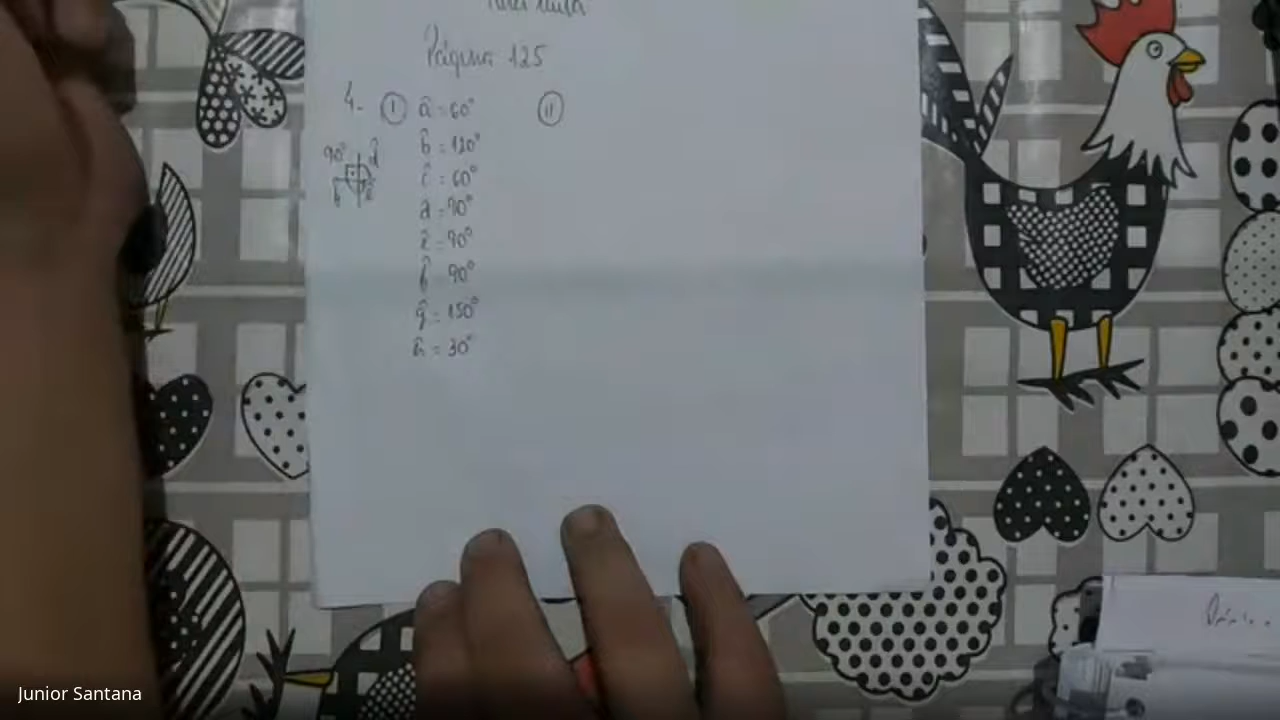 Página 125
4- I â = 60° II
b̂ = 120°
90° d̂
ĉ = 60°
d̂ = 90°
ê = 90°
f̂ = 90°
ĝ = 150°
ĥ = 30°
Junior Santana